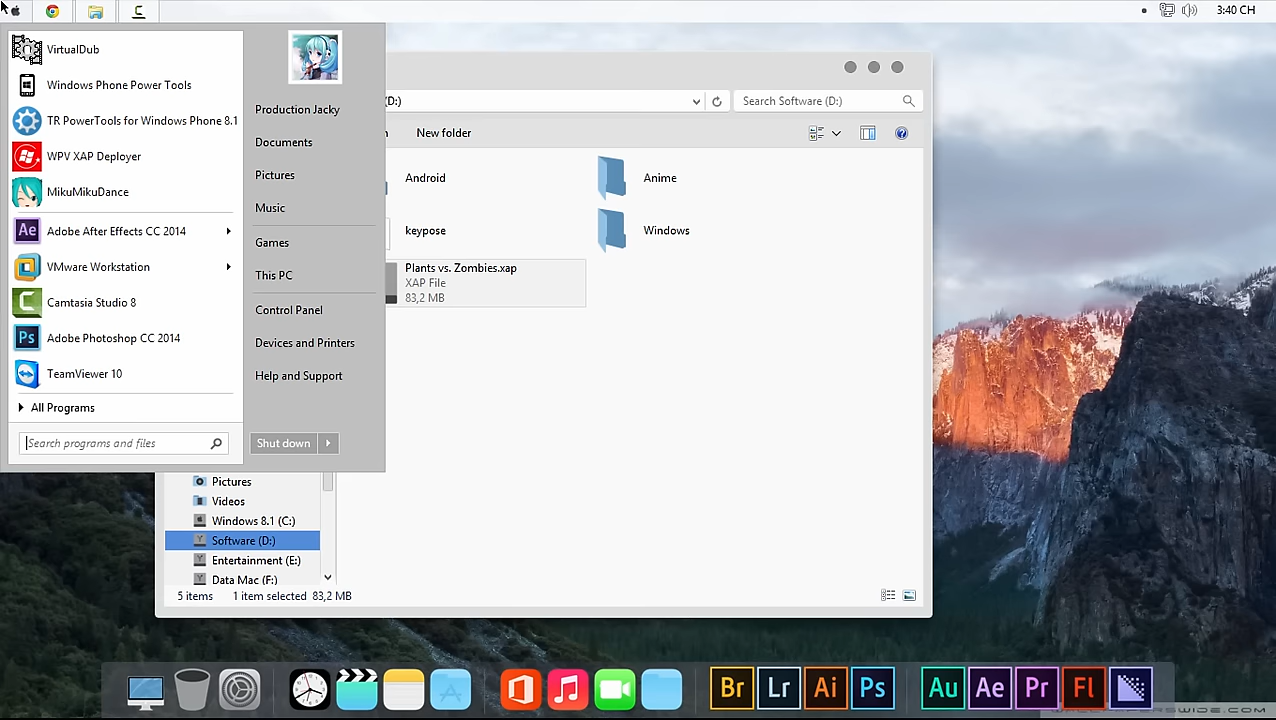 3:40 CH
VirtualDub
Windows Phone Power Tools
TR PowerTools for Windows Phone 8.1
WPV XAP Deployer
MikuMikuDance
Ae
Adobe After Effects CC 2014
VMware Workstation
C
Camtasia Studio 8
Ps
Adobe Photoshop CC 2014
TeamViewer 10
All Programs
Search programs and files
Production Jacky
Documents
Pictures
Music
Games
This PC
Control Panel
Devices and Printers
Help and Support
Shut down
(D:)
Search Software (D:)
New folder
Android
Anime
keypose
Windows
Plants vs. Zombies.xap
XAP File
83,2 MB
Pictures
Videos
Windows 8.1 (C:)
Software (D:)
Entertainment (E:)
Data Mac (F:)
5 items 1 item selected 83,2 MB
Br Lr Ai Ps Au Ae Pr Fl